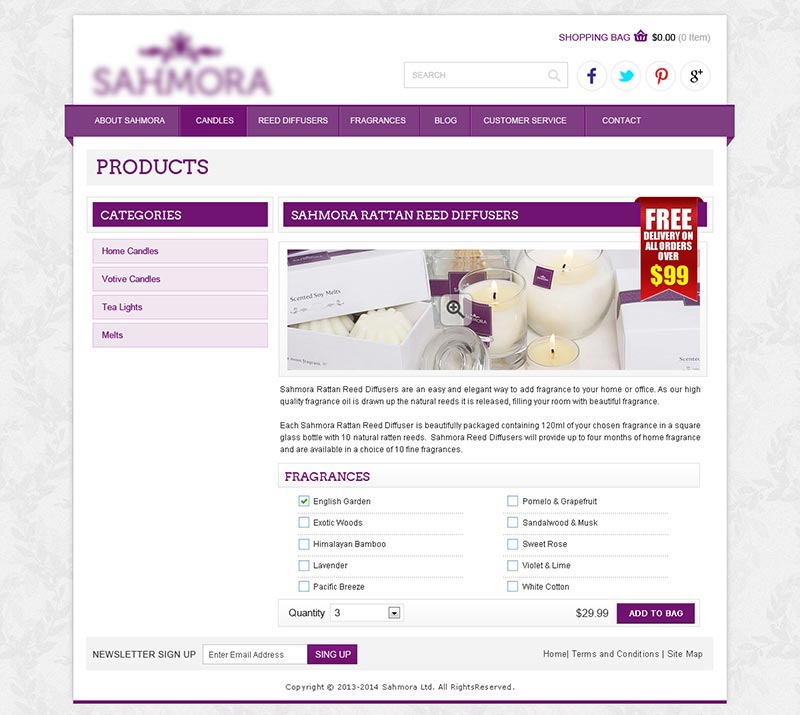 SAHMORA
SHOPPING BAG $0.00 (0 Item)
SEARCH
ABOUT SAHMORA CANDLES REED DIFFUSERS FRAGRANCES BLOG CUSTOMER SERVICE CONTACT
PRODUCTS
CATEGORIES
Home Candles
Votive Candles
Tea Lights
Melts
SAHMORA RATTAN REED DIFFUSERS
FREE
DELIVERY ON
ALL ORDERS
OVER
$99
Scented Soy Melts
Sahmora Rattan Reed Diffusers are an easy and elegant way to add fragrance to your home or office. As our high
quality fragrance oil is drawn up the natural reeds it is released, filling your room with beautiful fragrance.
Each Sahmora Rattan Reed Diffuser is beautifully packaged containing 120ml of your chosen fragrance in a square
glass bottle with 10 natural ratten reeds. Sahmora Reed Diffusers will provide up to four months of home fragrance
and are available in a choice of 10 fine fragrances.
FRAGRANCES
English Garden
Exotic Woods
Himalayan Bamboo
Lavender
Pacific Breeze
Pomelo & Grapefruit
Sandalwood & Musk
Sweet Rose
Violet & Lime
White Cotton
Quantity 3 $29.99 ADD TO BAG
NEWSLETTER SIGN UP Enter Email Address SING UP Home| Terms and Conditions | Site Map
Copyright © 2013-2014 Sahmora Ltd. All RightsReserved.